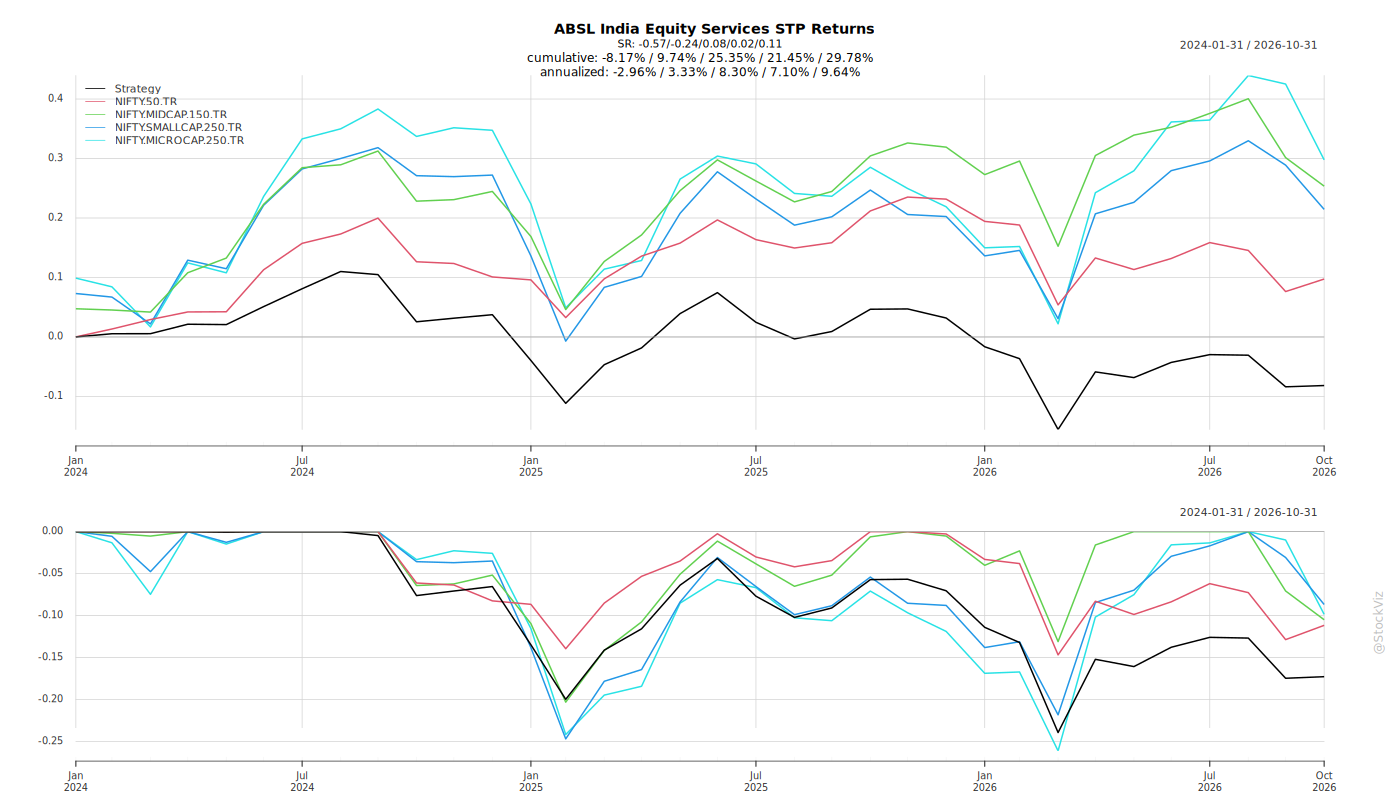 ABSL India Equity Services STP Returns
SR: -0.57/-0.24/0.08/0.02/0.11
2024-01-31 / 2026-10-31
cumulative: -8.17% / 9.74% / 25.35% / 21.45% / 29.78%
annualized: -2.96% / 3.33% / 8.30% / 7.10% / 9.64%
Strategy
NIFTY.50.TR
NIFTY.MIDCAP.150.TR
NIFTY.SMALLCAP.250.TR
NIFTY.MICROCAP.250.TR
0.4
0.3
0.2
0.1
0.0
-0.1
Jan 2024
Jul 2024
Jan 2025
Jul 2025
Jan 2026
Jul 2026
Oct 2026
2024-01-31 / 2026-10-31
0.00
-0.05
-0.10
-0.15
-0.20
-0.25
Jan 2024
Jul 2024
Jan 2025
Jul 2025
Jan 2026
Jul 2026
Oct 2026
@StockViz